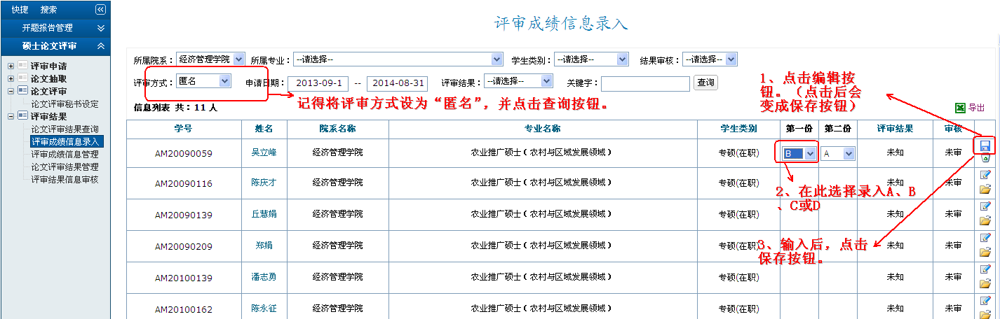 快捷 搜索
开题报告管理
硕士论文评审
评审申请
论文抽取
论文评审
论文评审秘书设定
评审结果
论文评审结果查询
评审成绩信息录入
评审成绩信息管理
论文评审结果管理
评审结果信息审核
评审成绩信息录入
所属院系： 经济管理学院 所属专业： --请选择-- 学生类别： --请选择-- 结果审核： --请选择--
评审方式： 匿名 申请日期： 2013-09-1 -- 2014-08-31 评审结果： --请选择-- 关键字： 查询
记得将评审方式设为“匿名”，并点击查询按钮。
1、点击编辑按
钮。（点击后会
变成保存按钮）
信息列表 共：11 人
导出
学号 姓名 院系名称 专业名称 学生类别 第一份 第二份 评审结果 审核
AM20090059 吴立峰 经济管理学院 农业推广硕士（农村与区域发展领域） 专硕(在职) B A 未知 未审
AM20090116 陈庆才 经济管理学院 农业推广硕士（农村与区域发展领域） 专硕(在职) 未知 未审
2、在此选择录入A、B
、C或D
AM20090139 丘慧娟 经济管理学院 农业推广硕士（农村与区域发展领域） 专硕(在职) 未知 未审
AM20090209 郑娟 经济管理学院 农业推广硕士（农村与区域发展领域） 专硕(在职) 未知 未审
3、输入后，点击
保存按钮。
AM20100139 潘志勇 经济管理学院 农业推广硕士（农村与区域发展领域） 专硕(在职) 未知 未审
AM20100162 陈永征 经济管理学院 农业推广硕士（农村与区域发展领域） 专硕(在职) 未知 未审